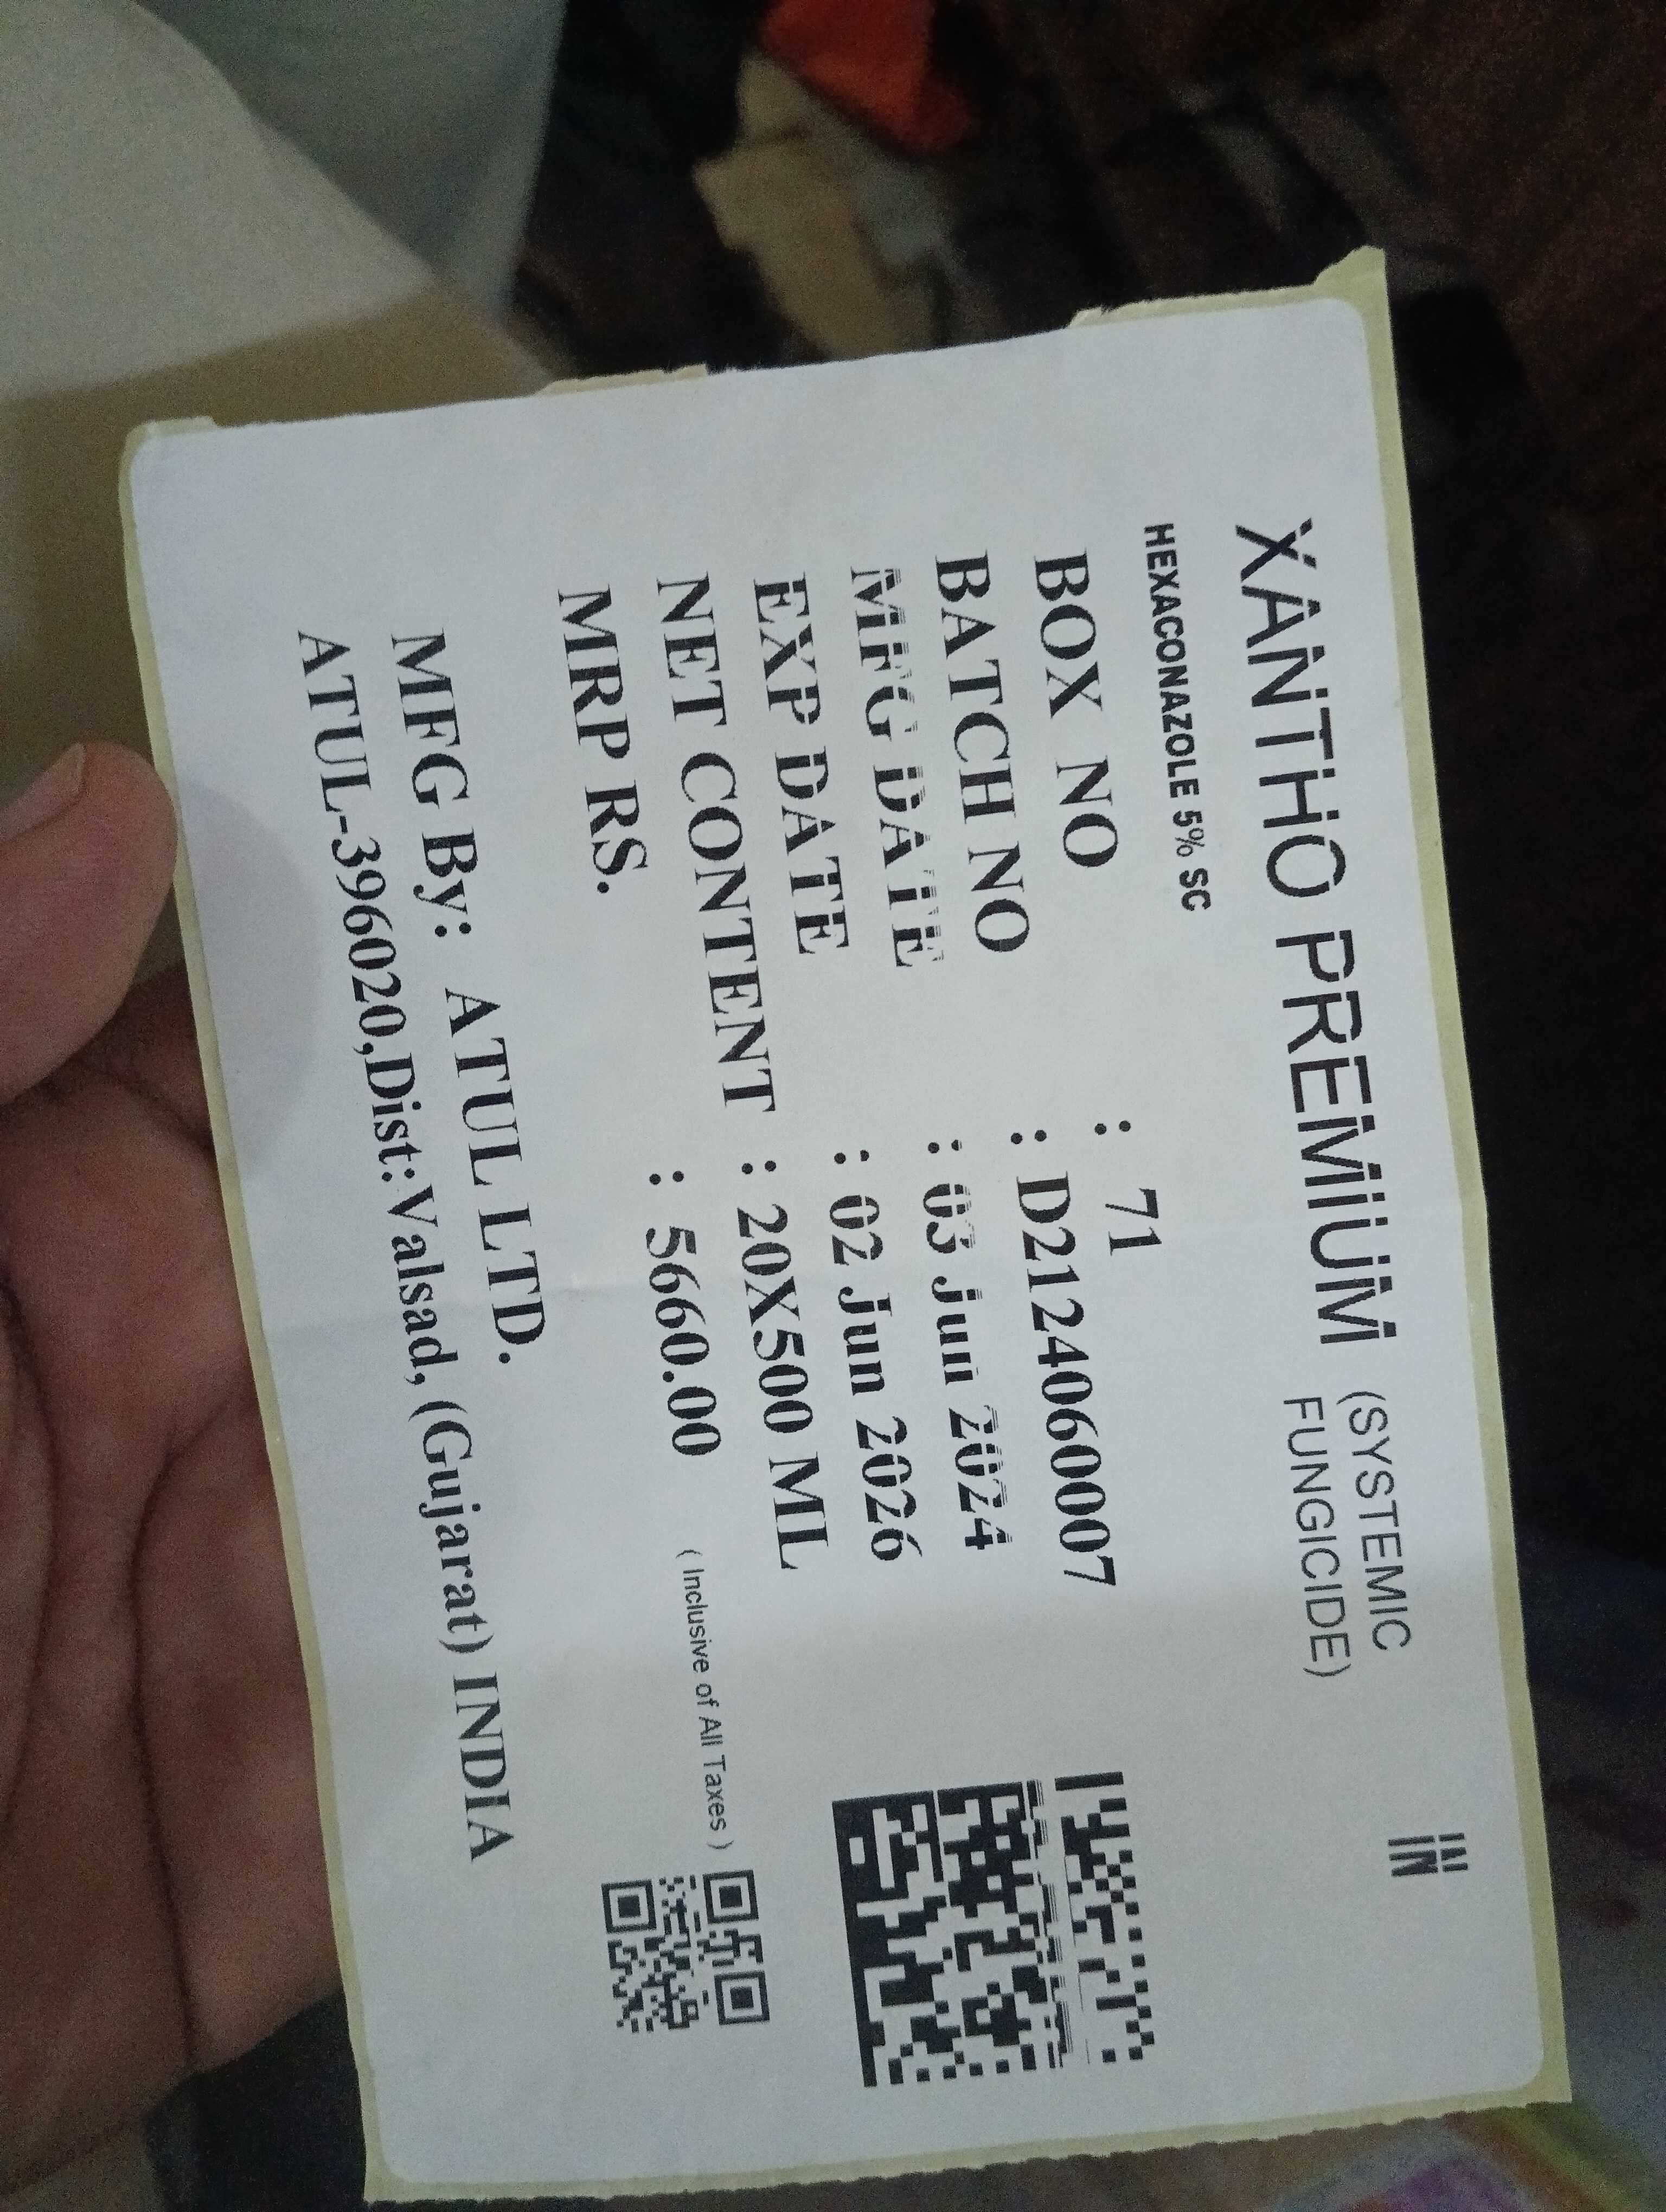 IN
XANTHO PREMIUM (SYSTEMIC FUNGICIDE)
HEXACONAZOLE 5% SC
BOX NO : 71
BATCH NO : D2124060007
MFG DATE : 03 Jun 2024
EXP DATE : 02 Jun 2026
NET CONTENT : 20X500 ML
MRP RS. : 5660.00 ( Inclusive of All Taxes )
MFG By: ATUL LTD.
ATUL-396020,Dist:Valsad, (Gujarat) INDIA